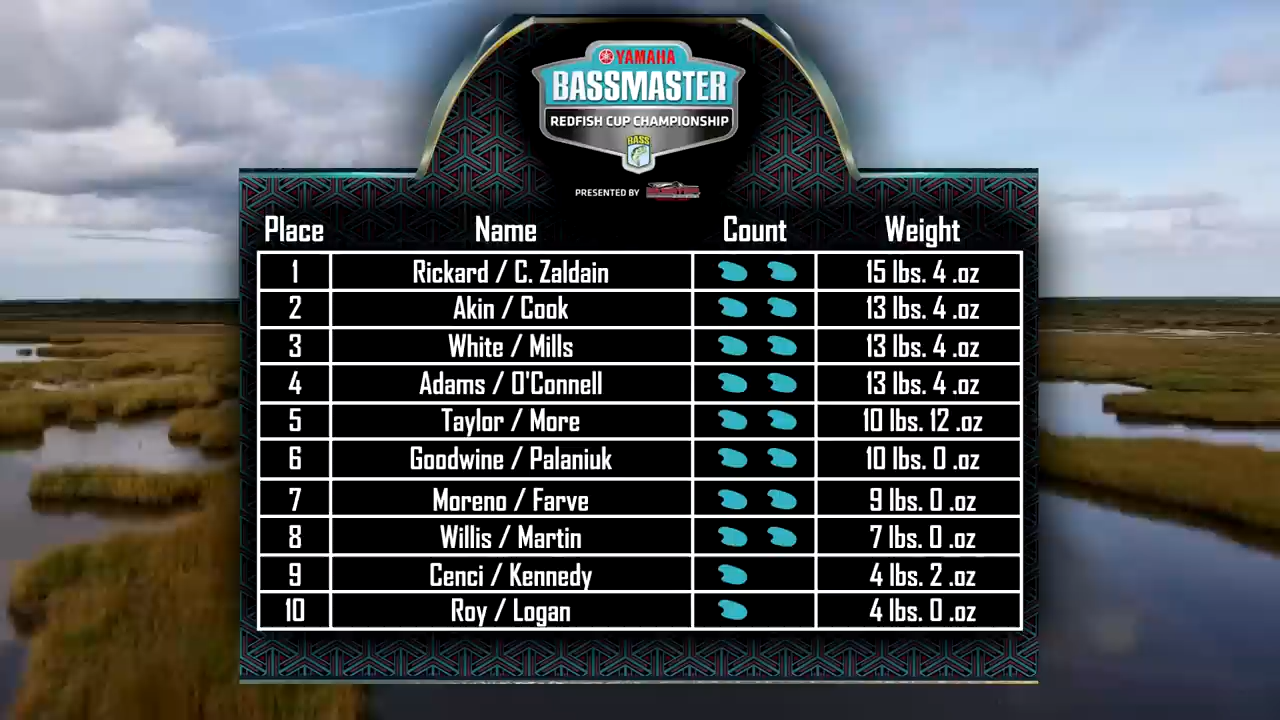 YAMAHA
BASSMASTER
REDFISH CUP CHAMPIONSHIP
BASS
PRESENTED BY
Place Name Count Weight
1 Rickard / C. Zaldain 15 lbs. 4 .oz
2 Akin / Cook 13 lbs. 4 .oz
3 White / Mills 13 lbs. 4 .oz
4 Adams / O'Connell 13 lbs. 4 .oz
5 Taylor / More 10 lbs. 12 .oz
6 Goodwine / Palaniuk 10 lbs. 0 .oz
7 Moreno / Farve 9 lbs. 0 .oz
8 Willis / Martin 7 lbs. 0 .oz
9 Cenci / Kennedy 4 lbs. 2 .oz
10 Roy / Logan 4 lbs. 0 .oz